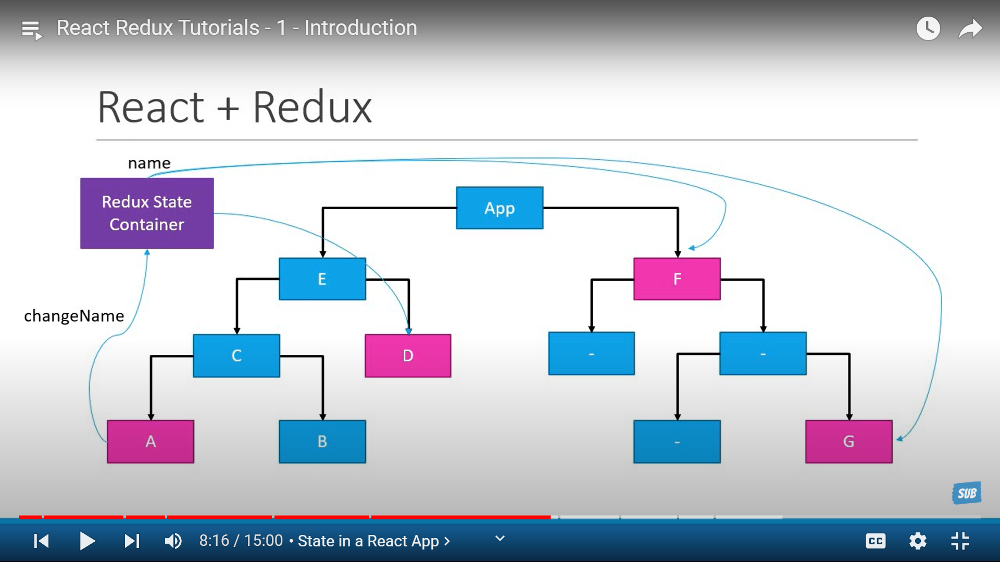 React Redux Tutorials - 1 - Introduction
React + Redux
name
Redux State
Container
App
E
F
changeName
C
D
-
-
A
B
-
G
SUB
8:16 / 15:00 • State in a React App >
CC